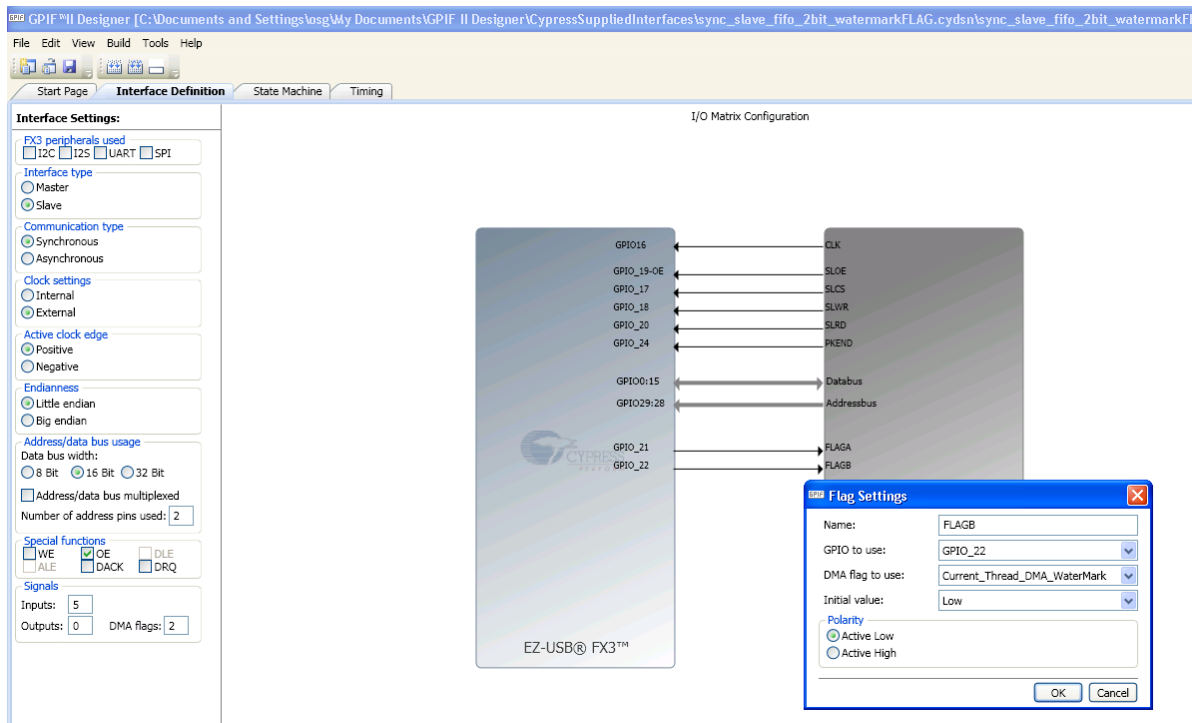 GPIF™II Designer [C:\Documents and Settings\osg\My Documents\GPIF II Designer\CypressSuppliedInterfaces\sync_slave_fifo_2bit_watermarkFLAG.cydsn\sync_slave_fifo_2bit_watermarkFl
File Edit View Build Tools Help
Start Page Interface Definition State Machine Timing
Interface Settings:
FX3 peripherals used
I2C I2S UART SPI
Interface type
Master
Slave
Communication type
Synchronous
Asynchronous
Clock settings
Internal
External
Active clock edge
Positive
Negative
Endianness
Little endian
Big endian
Address/data bus usage
Data bus width:
8 Bit 16 Bit 32 Bit
Address/data bus multiplexed
Number of address pins used: 2
Special functions
WE OE DLE
ALE DACK DRQ
Signals
Inputs: 5
Outputs: 0 DMA flags: 2
I/O Matrix Configuration
GPIO16 CLK
GPIO_19-OE SLOE
GPIO_17 SLCS
GPIO_18 SLWR
GPIO_20 SLRD
GPIO_24 PKEND
GPIO0:15 Databus
GPIO29:28 Addressbus
GPIO_21 FLAGA
CYPRESS
GPIO_22 FLAGB
EZ-USB® FX3™
Flag Settings
Name: FLAGB
GPIO to use: GPIO_22
DMA flag to use: Current_Thread_DMA_WaterMark
Initial value: Low
Polarity
Active Low
Active High
OK Cancel